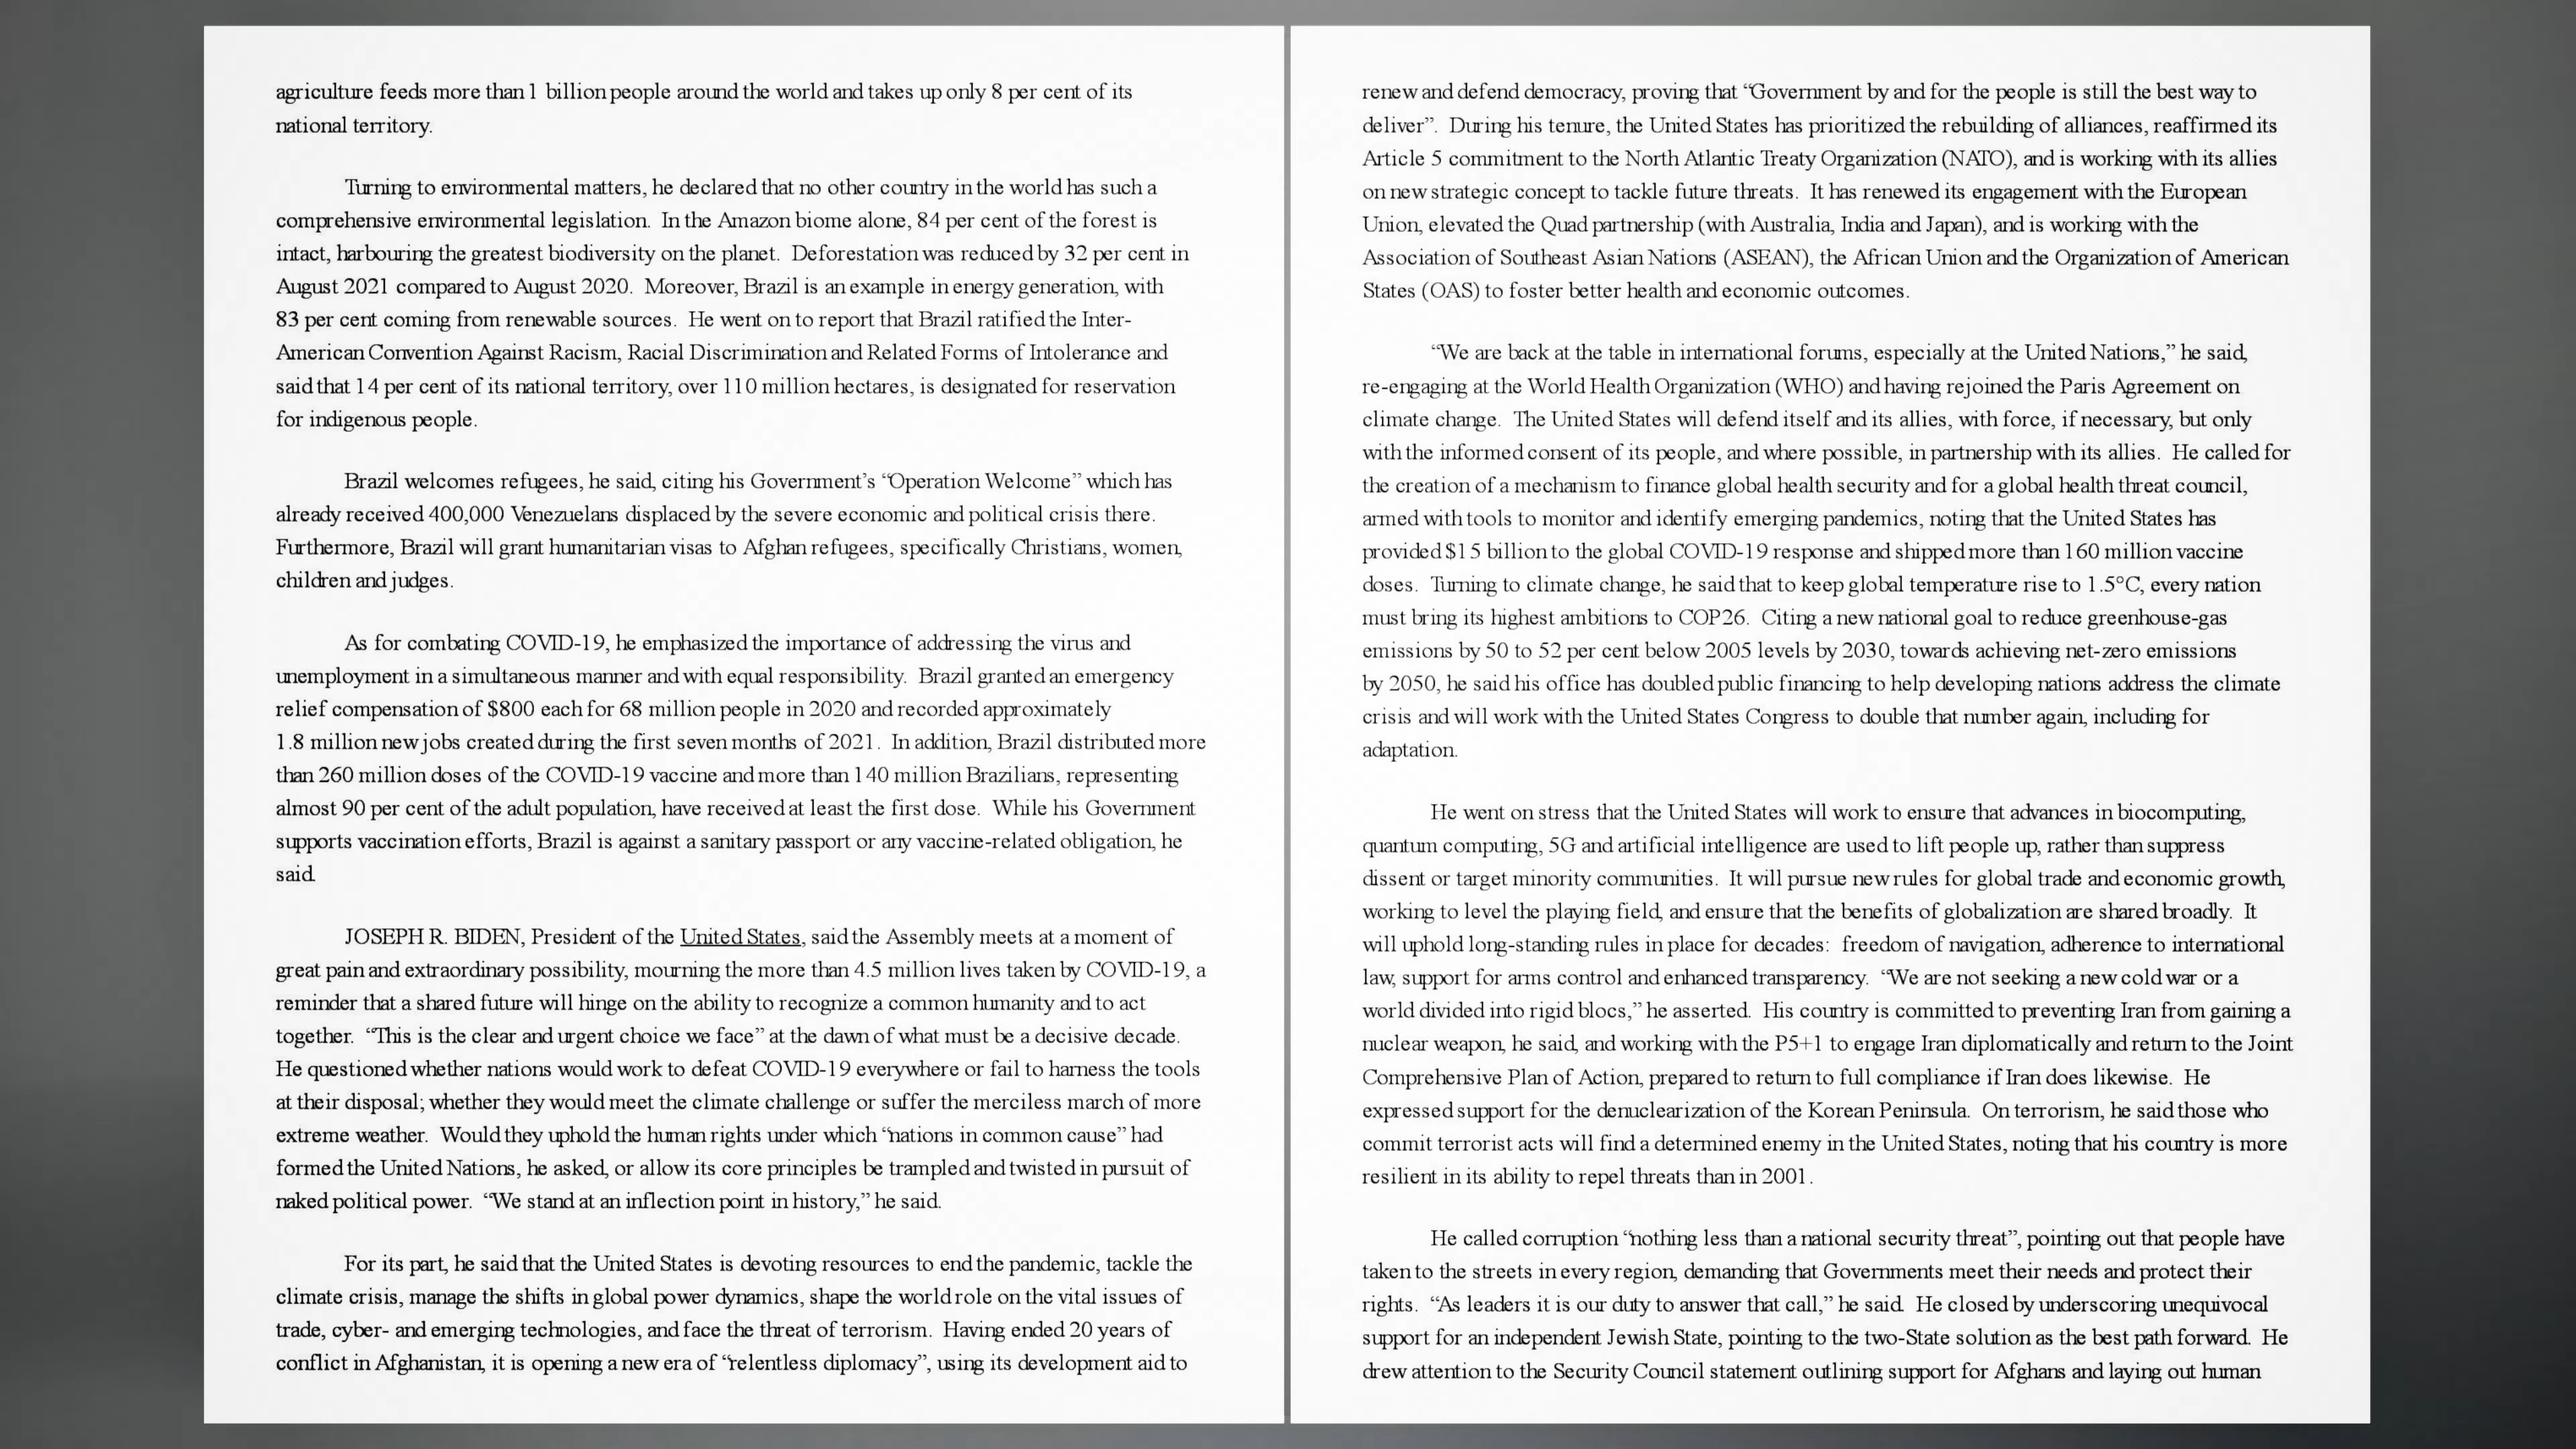 agriculture feeds more than 1 billion people around the world and takes up only 8 per cent of its
national territory.
Turning to environmental matters, he declared that no other country in the world has such a
comprehensive environmental legislation. In the Amazon biome alone, 84 per cent of the forest is
intact, harbouring the greatest biodiversity on the planet. Deforestation was reduced by 32 per cent in
August 2021 compared to August 2020. Moreover, Brazil is an example in energy generation, with
83 per cent coming from renewable sources. He went on to report that Brazil ratified the Inter-
American Convention Against Racism, Racial Discrimination and Related Forms of Intolerance and
said that 14 per cent of its national territory, over 110 million hectares, is designated for reservation
for indigenous people.
Brazil welcomes refugees, he said, citing his Government’s “Operation Welcome” which has
already received 400,000 Venezuelans displaced by the severe economic and political crisis there.
Furthermore, Brazil will grant humanitarian visas to Afghan refugees, specifically Christians, women,
children and judges.
As for combating COVID-19, he emphasized the importance of addressing the virus and
unemployment in a simultaneous manner and with equal responsibility. Brazil granted an emergency
relief compensation of $800 each for 68 million people in 2020 and recorded approximately
1.8 million new jobs created during the first seven months of 2021. In addition, Brazil distributed more
than 260 million doses of the COVID-19 vaccine and more than 140 million Brazilians, representing
almost 90 per cent of the adult population, have received at least the first dose. While his Government
supports vaccination efforts, Brazil is against a sanitary passport or any vaccine-related obligation, he
said.
JOSEPH R. BIDEN, President of the United States, said the Assembly meets at a moment of
great pain and extraordinary possibility, mourning the more than 4.5 million lives taken by COVID-19, a
reminder that a shared future will hinge on the ability to recognize a common humanity and to act
together. “This is the clear and urgent choice we face” at the dawn of what must be a decisive decade.
He questioned whether nations would work to defeat COVID-19 everywhere or fail to harness the tools
at their disposal; whether they would meet the climate challenge or suffer the merciless march of more
extreme weather. Would they uphold the human rights under which “nations in common cause” had
formed the United Nations, he asked, or allow its core principles be trampled and twisted in pursuit of
naked political power. “We stand at an inflection point in history,” he said.
For its part, he said that the United States is devoting resources to end the pandemic, tackle the
climate crisis, manage the shifts in global power dynamics, shape the world role on the vital issues of
trade, cyber- and emerging technologies, and face the threat of terrorism. Having ended 20 years of
conflict in Afghanistan, it is opening a new era of “relentless diplomacy”, using its development aid to
renew and defend democracy, proving that “Government by and for the people is still the best way to
deliver”. During his tenure, the United States has prioritized the rebuilding of alliances, reaffirmed its
Article 5 commitment to the North Atlantic Treaty Organization (NATO), and is working with its allies
on new strategic concept to tackle future threats. It has renewed its engagement with the European
Union, elevated the Quad partnership (with Australia, India and Japan), and is working with the
Association of Southeast Asian Nations (ASEAN), the African Union and the Organization of American
States (OAS) to foster better health and economic outcomes.
“We are back at the table in international forums, especially at the United Nations,” he said,
re-engaging at the World Health Organization (WHO) and having rejoined the Paris Agreement on
climate change. The United States will defend itself and its allies, with force, if necessary, but only
with the informed consent of its people, and where possible, in partnership with its allies. He called for
the creation of a mechanism to finance global health security and for a global health threat council,
armed with tools to monitor and identify emerging pandemics, noting that the United States has
provided $15 billion to the global COVID-19 response and shipped more than 160 million vaccine
doses. Turning to climate change, he said that to keep global temperature rise to 1.5°C, every nation
must bring its highest ambitions to COP26. Citing a new national goal to reduce greenhouse-gas
emissions by 50 to 52 per cent below 2005 levels by 2030, towards achieving net-zero emissions
by 2050, he said his office has doubled public financing to help developing nations address the climate
crisis and will work with the United States Congress to double that number again, including for
adaptation.
He went on stress that the United States will work to ensure that advances in biocomputing,
quantum computing, 5G and artificial intelligence are used to lift people up, rather than suppress
dissent or target minority communities. It will pursue new rules for global trade and economic growth,
working to level the playing field, and ensure that the benefits of globalization are shared broadly. It
will uphold long-standing rules in place for decades: freedom of navigation, adherence to international
law, support for arms control and enhanced transparency. “We are not seeking a new cold war or a
world divided into rigid blocs,” he asserted. His country is committed to preventing Iran from gaining a
nuclear weapon, he said, and working with the P5+1 to engage Iran diplomatically and return to the Joint
Comprehensive Plan of Action, prepared to return to full compliance if Iran does likewise. He
expressed support for the denuclearization of the Korean Peninsula. On terrorism, he said those who
commit terrorist acts will find a determined enemy in the United States, noting that his country is more
resilient in its ability to repel threats than in 2001.
He called corruption “nothing less than a national security threat”, pointing out that people have
taken to the streets in every region, demanding that Governments meet their needs and protect their
rights. “As leaders it is our duty to answer that call,” he said. He closed by underscoring unequivocal
support for an independent Jewish State, pointing to the two-State solution as the best path forward. He
drew attention to the Security Council statement outlining support for Afghans and laying out human